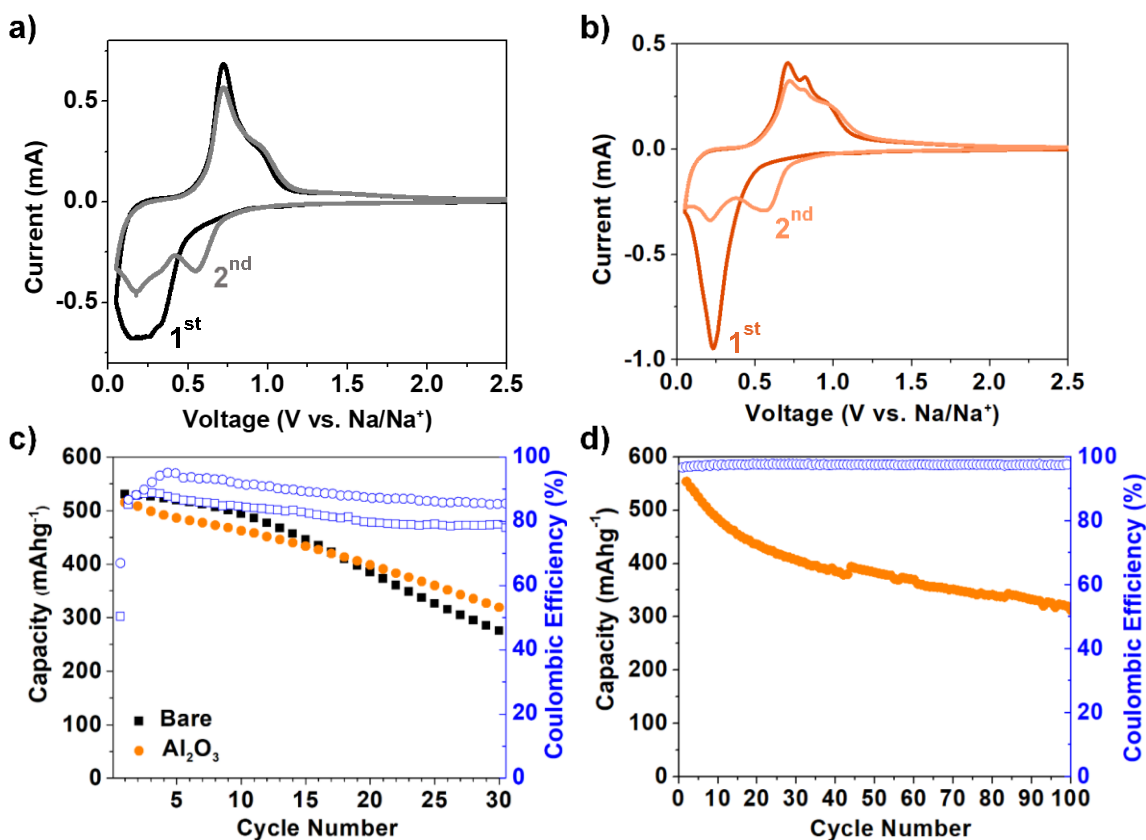 a)
0.5
0.0
-0.5
Current (mA)
2nd
1st
0.0 0.5 1.0 1.5 2.0 2.5
Voltage (V vs. Na/Na+)
b)
0.5
0.0
-0.5
-1.0
Current (mA)
2nd
1st
0.0 0.5 1.0 1.5 2.0 2.5
Voltage (V vs. Na/Na+)
c)
600
500
400
300
200
100
0
Capacity (mAhg-1)
Bare
Al2O3
5 10 15 20 25 30
Cycle Number
100
80
60
40
20
0
Coulombic Efficiency (%)
d)
600
500
400
300
200
100
0
Capacity (mAhg-1)
0 10 20 30 40 50 60 70 80 90 100
Cycle Number
100
80
60
40
20
0
Coulombic Efficiency (%)